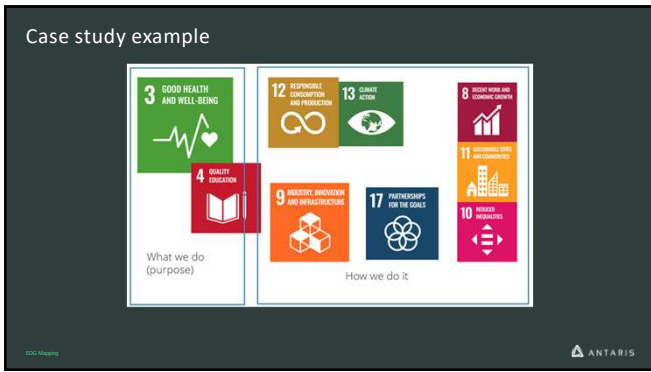 Case study example
3 GOOD HEALTH
AND WELL-BEING
4 QUALITY
EDUCATION
What we do
(purpose)
12 RESPONSIBLE
CONSUMPTION
AND PRODUCTION
13 CLIMATE
ACTION
9 INDUSTRY, INNOVATION
AND INFRASTRUCTURE
17 PARTNERSHIPS
FOR THE GOALS
8 DECENT WORK AND
ECONOMIC GROWTH
11 SUSTAINABLE CITIES
AND COMMUNITIES
10 REDUCED
INEQUALITIES
How we do it
SDG Mapping
ANTARIS